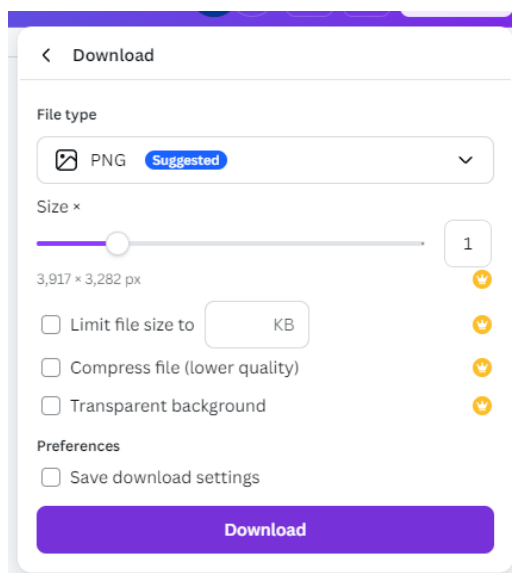 Download
File type
PNG Suggested
Size ×
1
3,917 × 3,282 px
Limit file size to KB
Compress file (lower quality)
Transparent background
Preferences
Save download settings
Download